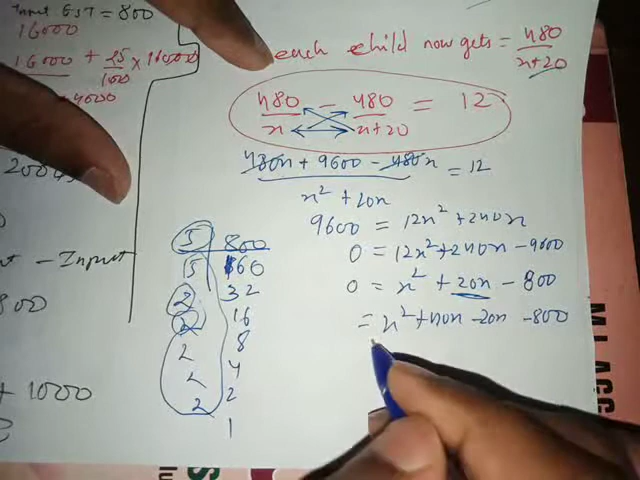 Input GST = 800
16000
16000 + 25/100 × 16000
4000
each child now gets = 480/(x+20)
480/x − 480/(x+20) = 12
(480x + 9600 − 480x)/(x² + 20x) = 12
9600 = 12x² + 240x
0 = 12x² + 240x − 9600
0 = x² + 20x − 800
= x² + 40x − 20x − 800
5 800
5 160
2 32
2 16
2 8
2 4
2 2
1
- Input
800
+ 1000